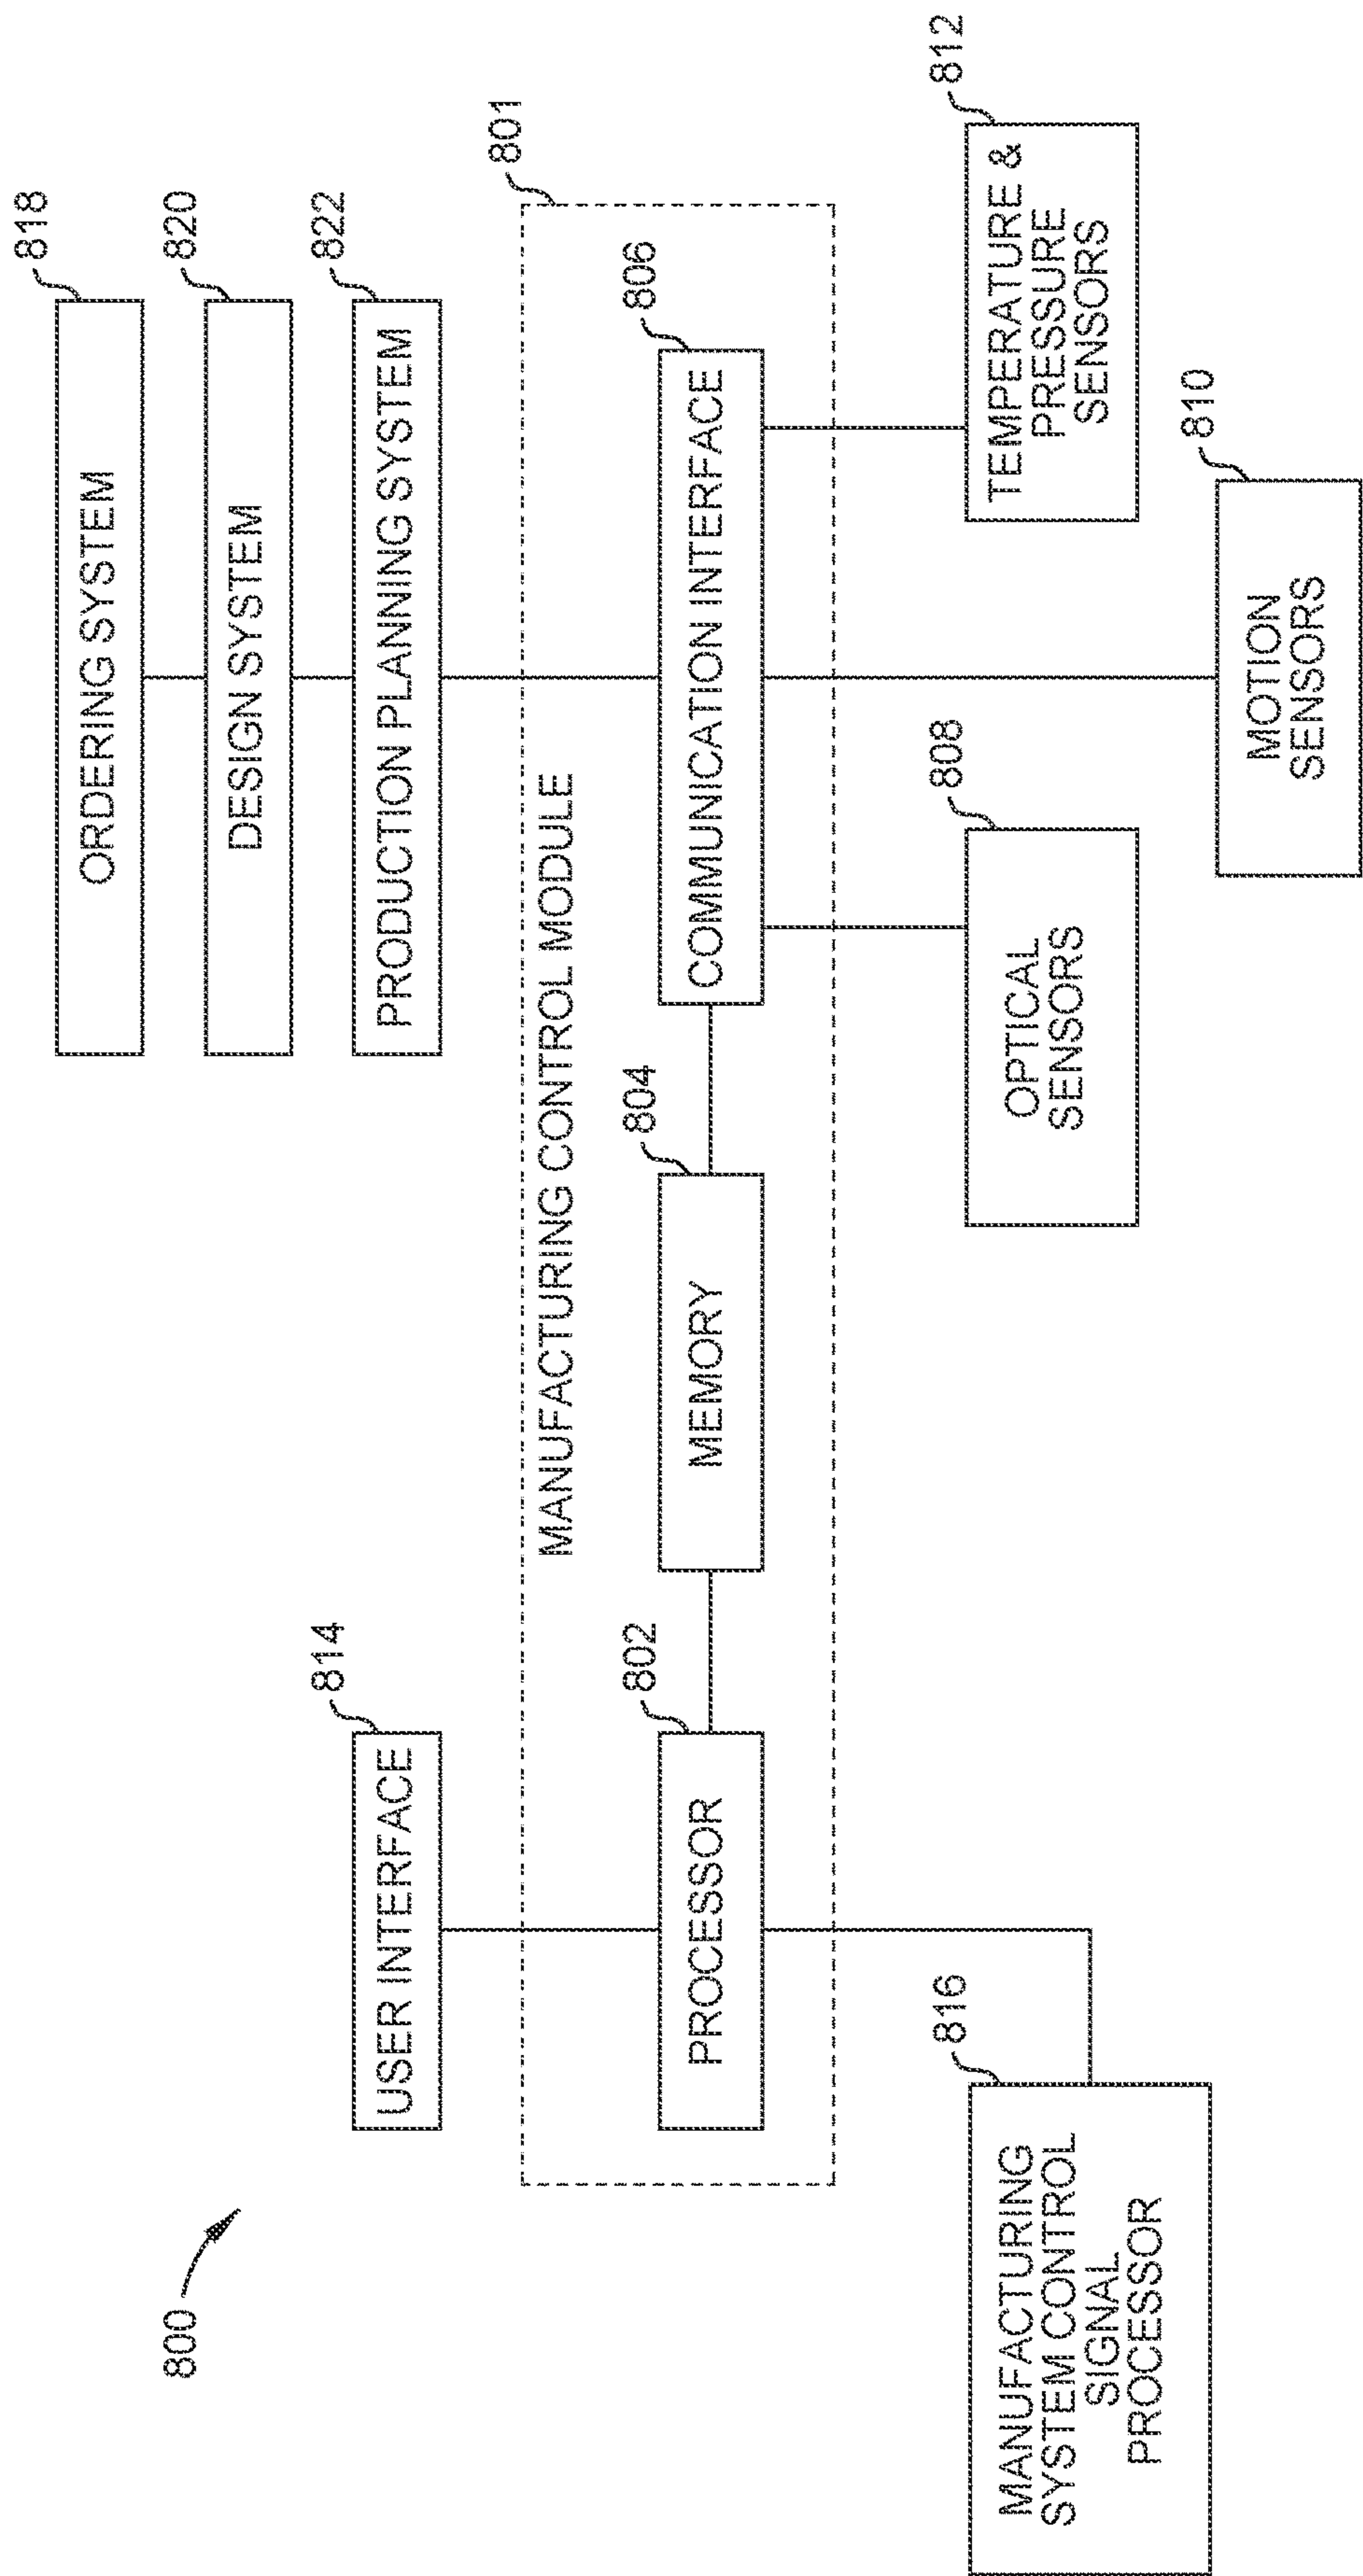 800
818
ORDERING SYSTEM
820
DESIGN SYSTEM
814
USER INTERFACE
822
PRODUCTION PLANNING SYSTEM
801
MANUFACTURING CONTROL MODULE
802
PROCESSOR
804
MEMORY
806
COMMUNICATION INTERFACE
816
MANUFACTURING
SYSTEM CONTROL
SIGNAL
PROCESSOR
808
OPTICAL
SENSORS
812
TEMPERATURE &
PRESSURE
SENSORS
810
MOTION
SENSORS